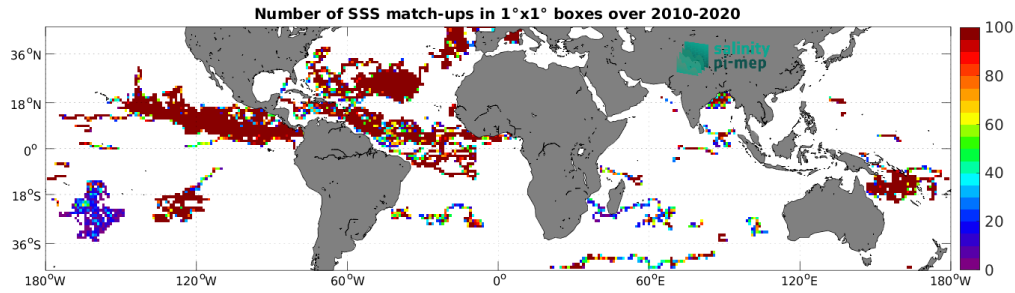 Number of SSS match-ups in 1°x1° boxes over 2010-2020
36°N
18°N
0°
18°S
36°S
180°W
120°W
60°W
0°
60°E
120°E
180°W
salinity
pi-mep
100
80
60
40
20
0